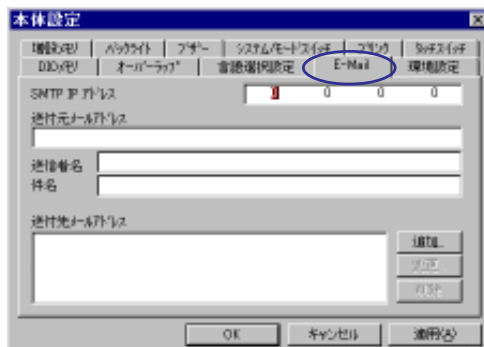 本体設定
増設メモリ バックライト ブザー システム/モードスイッチ プリンタ タッチスイッチ
DIOメモリ オーバーラップ 言語選択設定 E-Mail 環境設定
SMTP IP アドレス 0 0 0 0
送付元メールアドレス
送信者名
件名
送付先メールアドレス
追加...
変更
削除
OK キャンセル 適用(A)